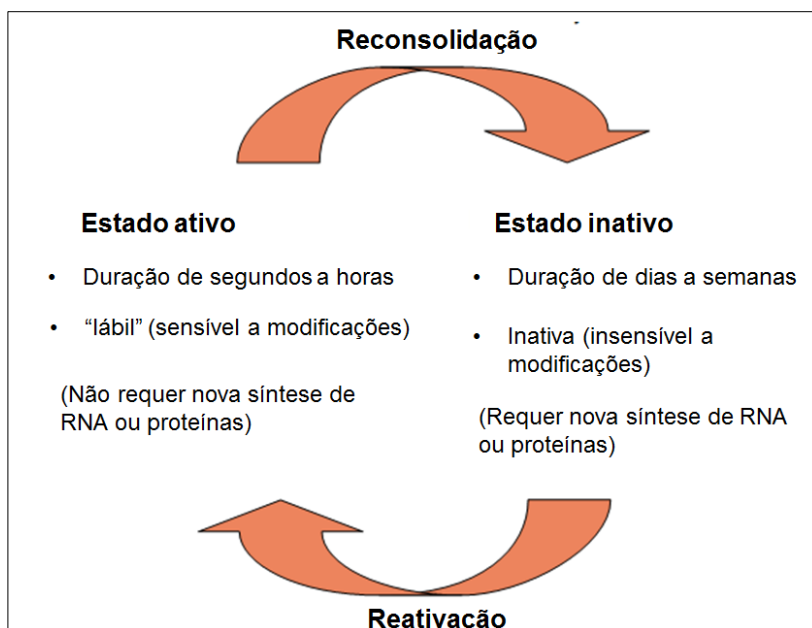 Reconsolidação
Estado ativo
• Duração de segundos a horas
• “lábil” (sensível a modificações)
(Não requer nova síntese de
RNA ou proteínas)
Estado inativo
• Duração de dias a semanas
• Inativa (insensível a
modificações)
(Requer nova síntese de RNA
ou proteínas)
Reativação